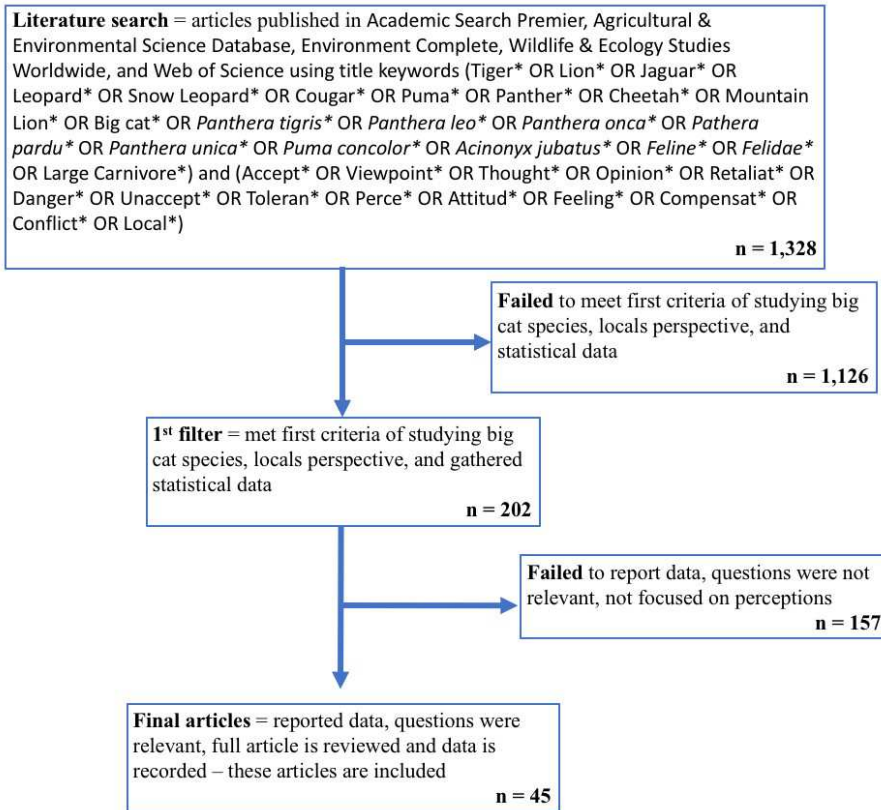 Literature search = articles published in Academic Search Premier, Agricultural &
Environmental Science Database, Environment Complete, Wildlife & Ecology Studies
Worldwide, and Web of Science using title keywords (Tiger* OR Lion* OR Jaguar* OR
Leopard* OR Snow Leopard* OR Cougar* OR Puma* OR Panther* OR Cheetah* OR Mountain
Lion* OR Big cat* OR Panthera tigris* OR Panthera leo* OR Panthera onca* OR Pathera
pardu* OR Panthera unica* OR Puma concolor* OR Acinonyx jubatus* OR Feline* OR Felidae*
OR Large Carnivore*) and (Accept* OR Viewpoint* OR Thought* OR Opinion* OR Retaliat* OR
Danger* OR Unaccept* OR Toleran* OR Perce* OR Attitud* OR Feeling* OR Compensat* OR
Conflict* OR Local*)
n = 1,328
Failed to meet first criteria of studying big
cat species, locals perspective, and
statistical data
n = 1,126
1st filter = met first criteria of studying big
cat species, locals perspective, and gathered
statistical data
n = 202
Failed to report data, questions were not
relevant, not focused on perceptions
n = 157
Final articles = reported data, questions were
relevant, full article is reviewed and data is
recorded – these articles are included
n = 45